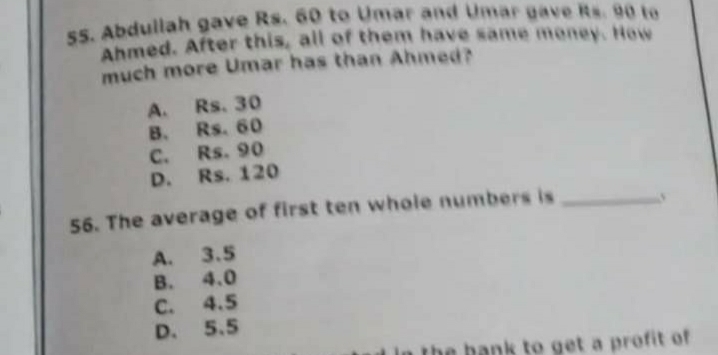 55. Abdullah gave Rs. 60 to Umar and Umar gave Rs. 90 to
Ahmed. After this, all of them have same money. How
much more Umar has than Ahmed?
A. Rs. 30
B. Rs. 60
C. Rs. 90
D. Rs. 120
56. The average of first ten whole numbers is ________.
A. 3.5
B. 4.0
C. 4.5
D. 5.5
in the bank to get a profit of